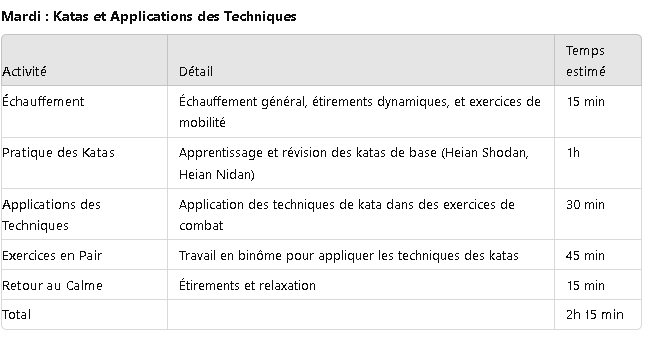 Mardi : Katas et Applications des Techniques
Temps
Activité Détail estimé
Échauffement Échauffement général, étirements dynamiques, et exercices de 15 min
mobilité
Pratique des Katas Apprentissage et révision des katas de base (Heian Shodan, 1h
Heian Nidan)
Applications des Application des techniques de kata dans des exercices de 30 min
Techniques combat
Exercices en Pair Travail en binôme pour appliquer les techniques des katas 45 min
Retour au Calme Étirements et relaxation 15 min
Total 2h 15 min